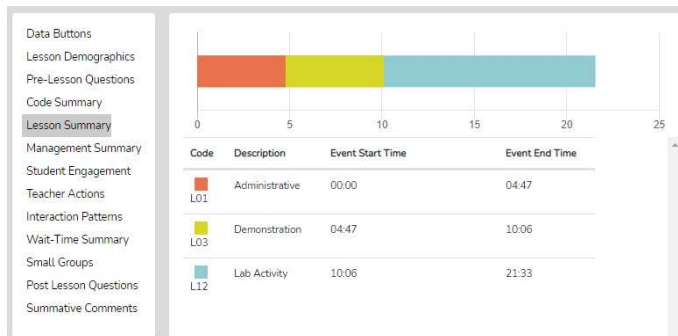 Data Buttons
Lesson Demographics
Pre-Lesson Questions
Code Summary
Lesson Summary
Management Summary
Student Engagement
Teacher Actions
Interaction Patterns
Wait-Time Summary
Small Groups
Post Lesson Questions
Summative Comments
0 5 10 15 20 25
Code Description Event Start Time Event End Time
L01 Administrative 00:00 04:47
L03 Demonstration 04:47 10:06
L12 Lab Activity 10:06 21:33